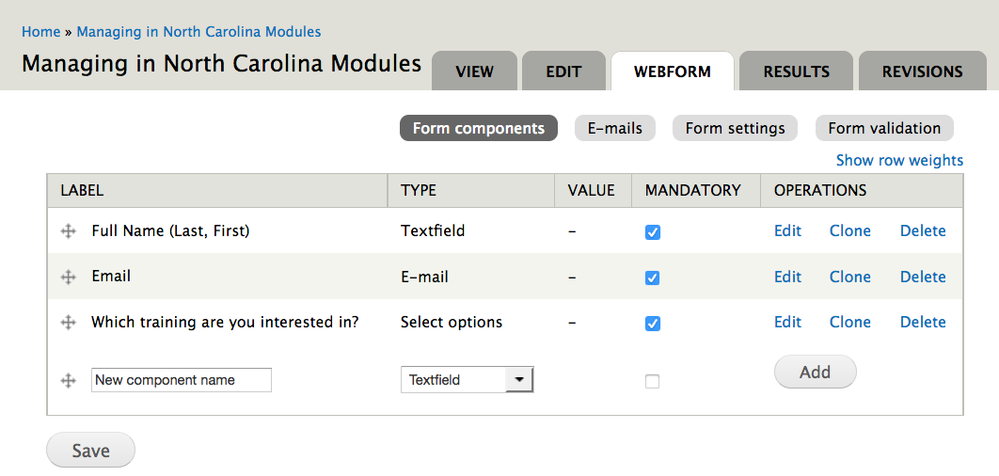 Home » Managing in North Carolina Modules
Managing in North Carolina Modules VIEW EDIT WEBFORM RESULTS REVISIONS
Form components E-mails Form settings Form validation
Show row weights
LABEL TYPE VALUE MANDATORY OPERATIONS
Full Name (Last, First) Textfield – Edit Clone Delete
Email E-mail – Edit Clone Delete
Which training are you interested in? Select options – Edit Clone Delete
New component name Textfield Add
Save